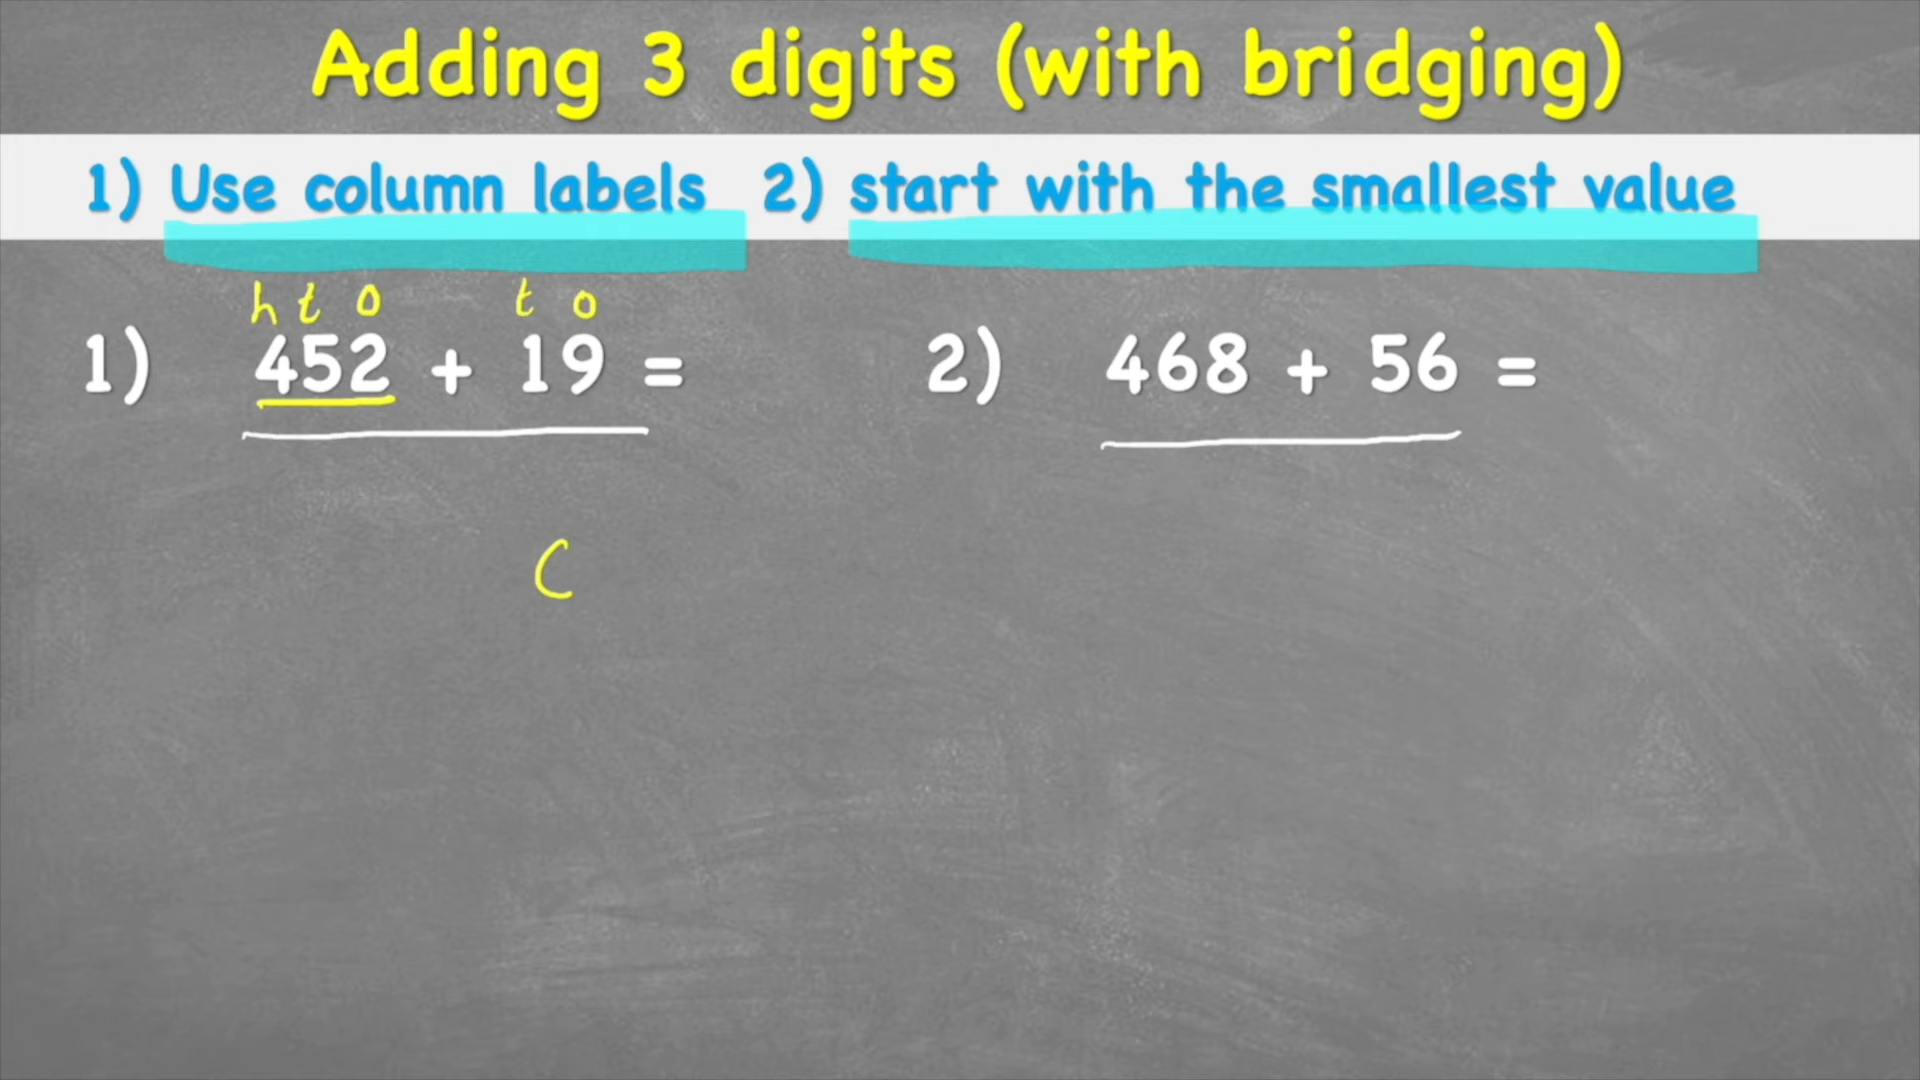 Adding 3 digits (with bridging)
1) Use column labels 2) start with the smallest value
h t o t o
1) 452 + 19 =
2) 468 + 56 =
C